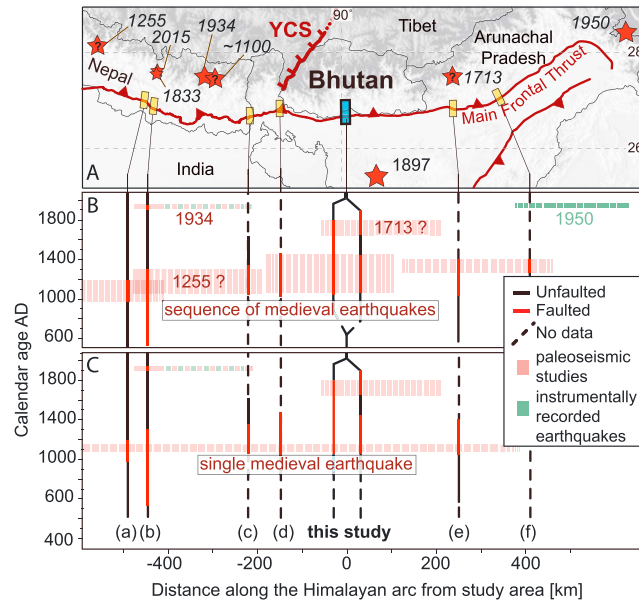 1255
2015
1934
~1100
90°
Tibet
1950
YCS
Arunachal
Pradesh
28
Nepal
?
?
?
?
1833
Bhutan
1713
Main Frontal Thrust
India
1897
26
A
B
1800
1934
1713 ?
1950
1400
1255 ?
1000
sequence of medieval earthquakes
600
Unfaulted
Faulted
No data
paleoseismic
studies
instrumentally
recorded
earthquakes
C
1800
1400
single medieval earthquake
1000
600
400
Calendar age AD
(a)
(b)
(c)
(d)
this study
(e)
(f)
-400
-200
0
200
400
600
Distance along the Himalayan arc from study area [km]